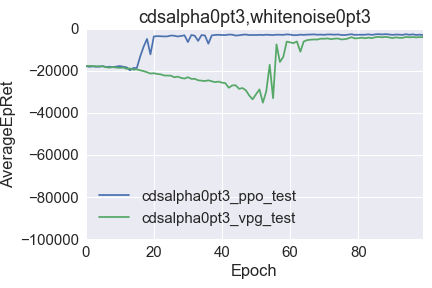 cdsalpha0pt3,whitenoise0pt3
AverageEpRet
0
−20000
−40000
−60000
−80000
−100000
cdsalpha0pt3_ppo_test
cdsalpha0pt3_vpg_test
0 20 40 60 80
Epoch